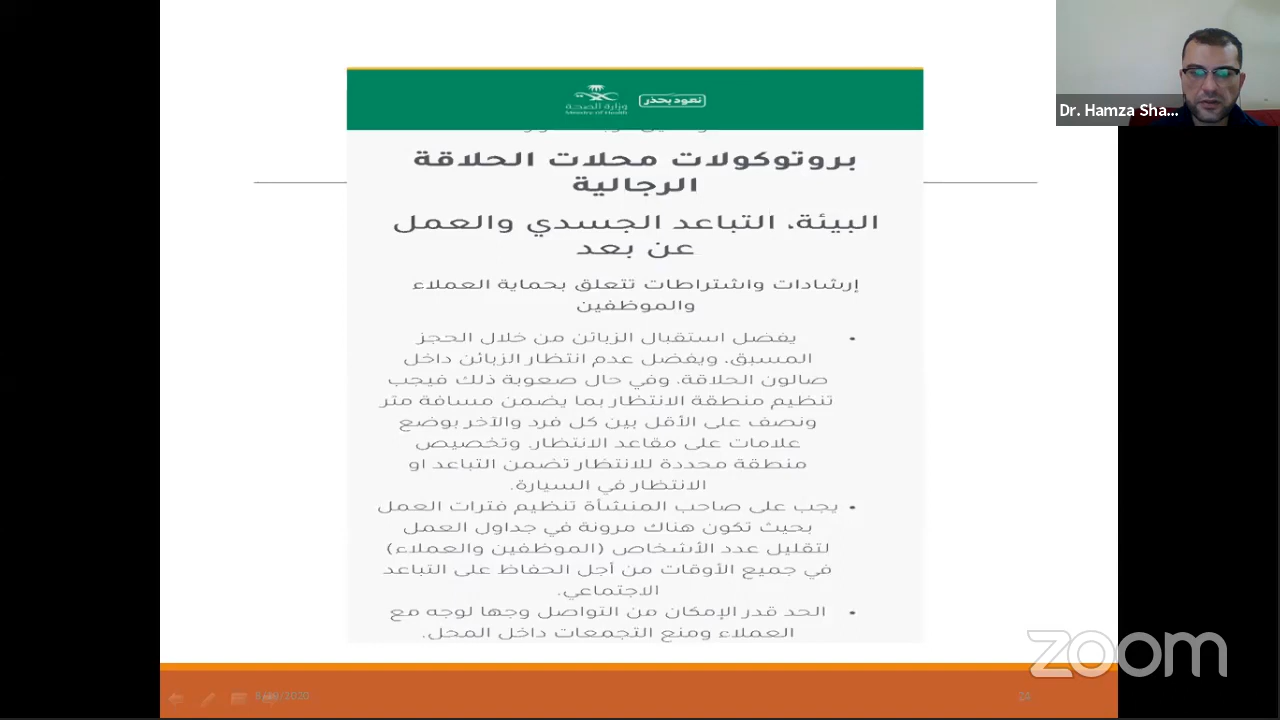 Dr. Hamza Sha...
وزارة الصحة
Ministry of Health
نعود بحذر
بروتوكولات محلات الحلاقة
الرجالية
البيئة، التباعد الجسدي والعمل
عن بعد
إرشادات واشتراطات تتعلق بحماية العملاء
والموظفين
• يفضل استقبال الزبائن من خلال الحجز
المسبق. ويفضل عدم انتظار الزبائن داخل
صالون الحلاقة. وفي حال صعوبة ذلك فيجب
تنظيم منطقة الانتظار بما يضمن مسافة متر
ونصف على الأقل بين كل فرد والآخر بوضع
علامات على مقاعد الانتظار. وتخصيص
منطقة محددة للانتظار تضمن التباعد او
الانتظار في السيارة.
• يجب على صاحب المنشأة تنظيم فترات العمل
بحيث تكون هناك مرونة في جداول العمل
لتقليل عدد الأشخاص (الموظفين والعملاء)
في جميع الأوقات من أجل الحفاظ على التباعد
الاجتماعي.
• الحد قدر الإمكان من التواصل وجها لوجه مع
العملاء ومنع التجمعات داخل المحل.
zoom
24